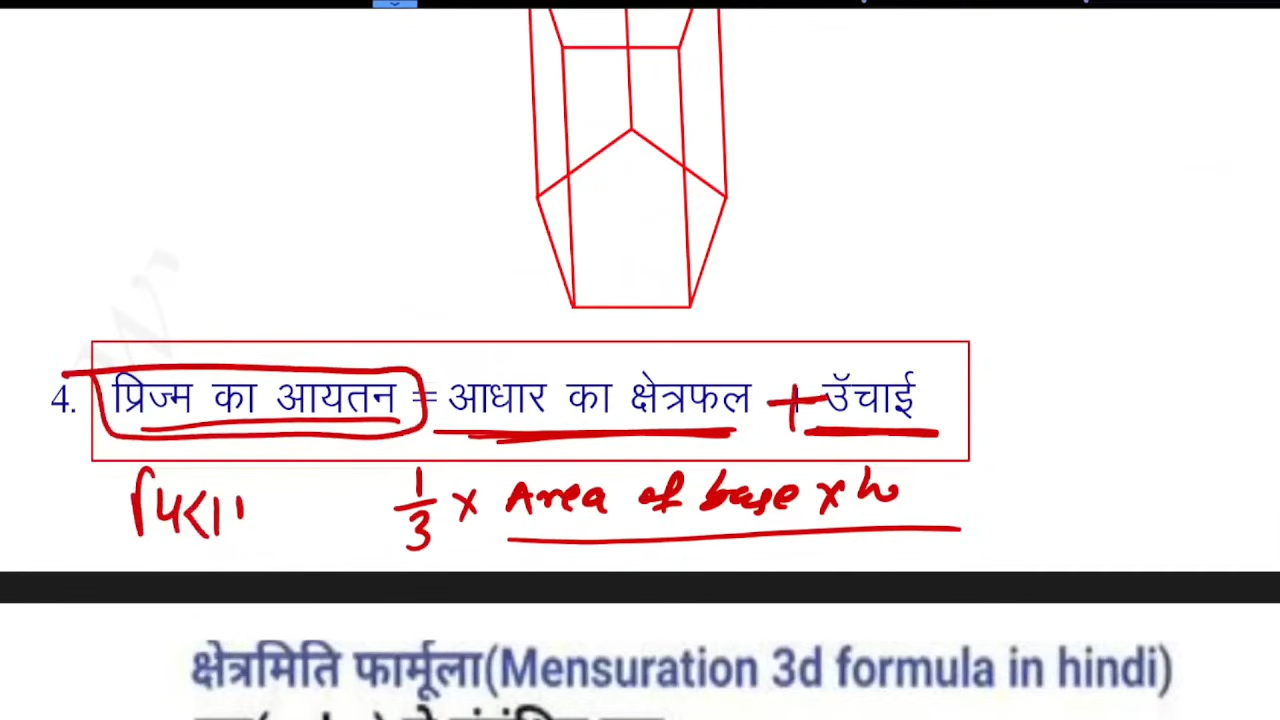 4. प्रिज्म का आयतन = आधार का क्षेत्रफल + उॅचाई
1/3 × Area of base × h
क्षेत्रमिति फार्मूला(Mensuration 3d formula in hindi)